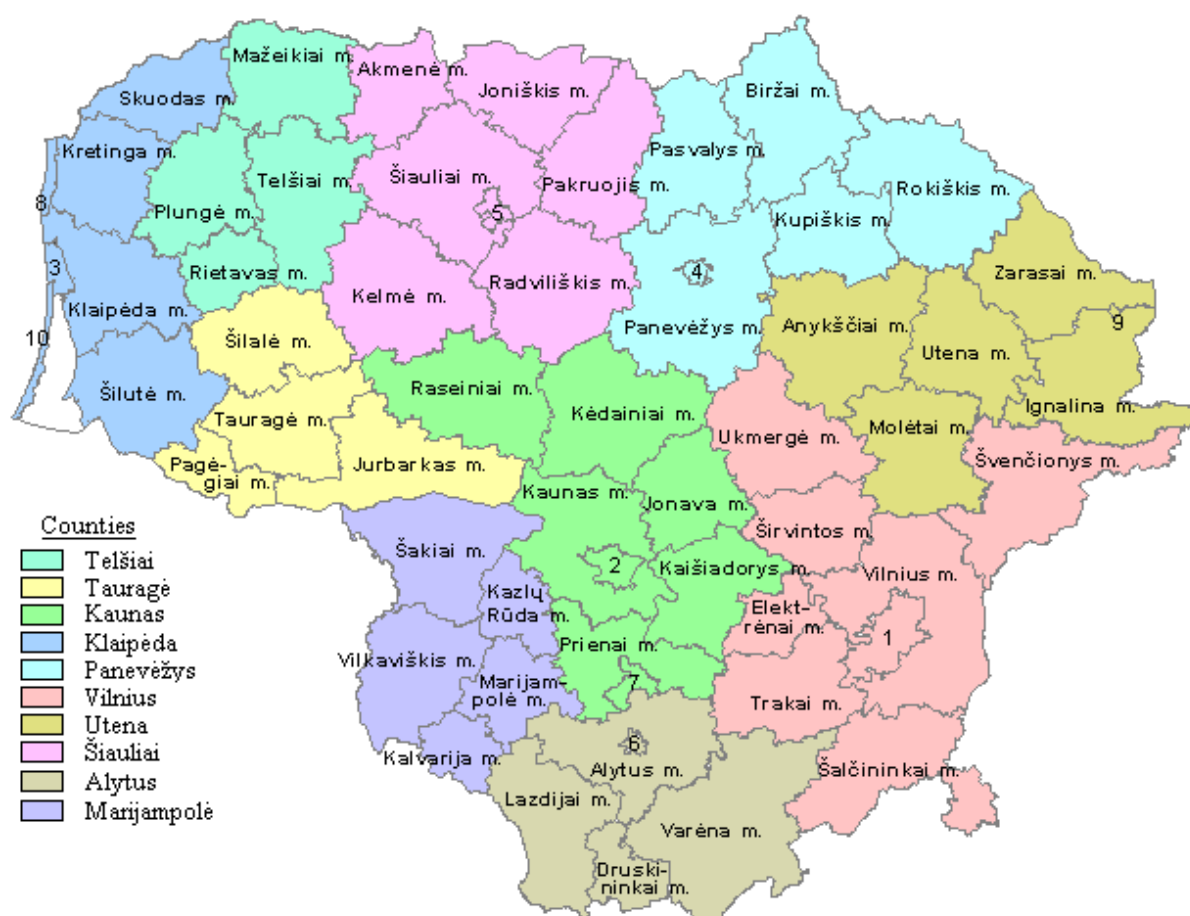 Mažeikiai m.
Akmenė m.
Joniškis m.
Biržai m.
Skuodas m.
Kretinga m.
Pasvalys m.
Telšiai m.
Šiauliai m.
Pakruojis m.
Rokiškis m.
8
Plungė m.
5
Kupiškis m.
3
Rietavas m.
Radviliškis m.
4
Zarasai m.
Klaipėda m.
Kelmė m.
Panevėžys m.
Anykščiai m.
9
10
Šilalė m.
Utena m.
Šilutė m.
Raseiniai m.
Kėdainiai m.
Ignalina m.
Tauragė m.
Ukmergė m.
Molėtai m.
Pagė-
giai m.
Jurbarkas m.
Švenčionys m.
Kaunas m.
Jonava m.
Širvintos m.
Šakiai m.
2
Kaišiadorys m.
Vilnius m.
Kazlų
Rūda m.
Elekt-
rėnai m.
1
Prienai m.
Vilkaviškis m.
Marijam-
polė m.
7
Trakai m.
Kalvarija m.
6
Alytus m.
Šalčininkai m.
Lazdijai m.
Varėna m.
Druski-
ninkai m.
Counties
Telšiai
Tauragė
Kaunas
Klaipėda
Panevėžys
Vilnius
Utena
Šiauliai
Alytus
Marijampolė